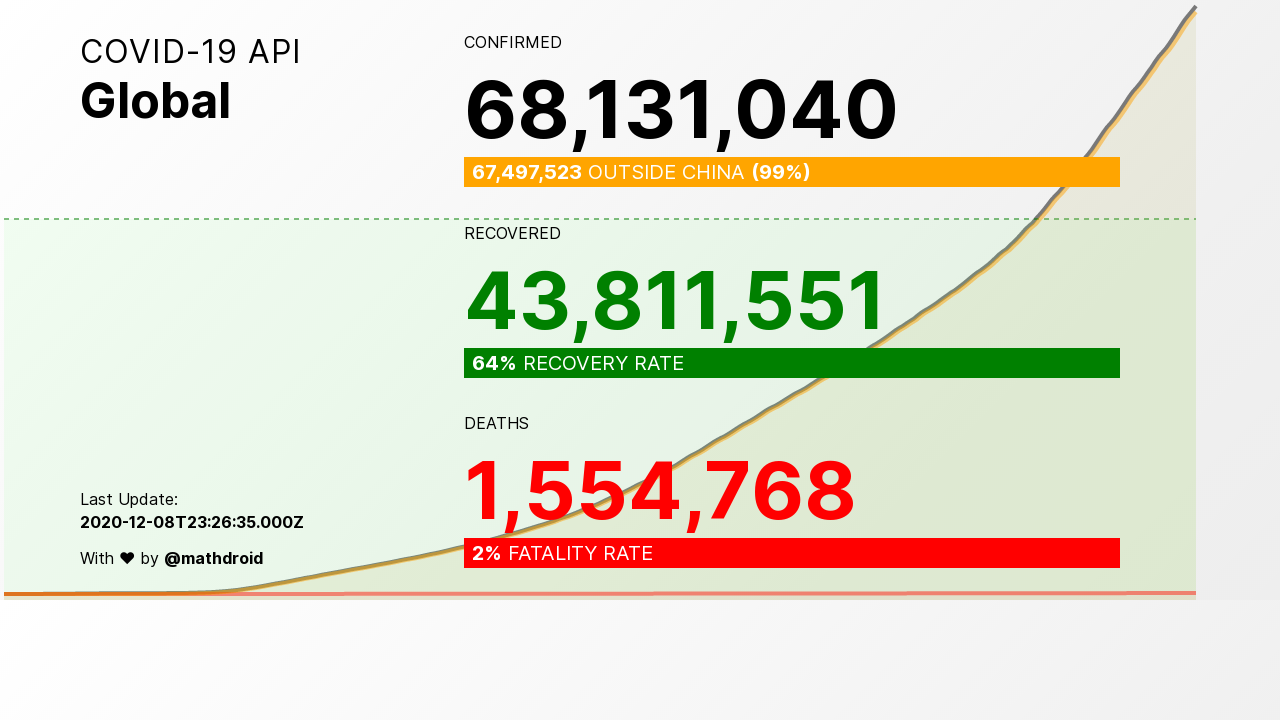 COVID-19 API
Global
CONFIRMED
68,131,040
67,497,523 OUTSIDE CHINA (99%)
RECOVERED
43,811,551
64% RECOVERY RATE
DEATHS
1,554,768
2% FATALITY RATE
Last Update:
2020-12-08T23:26:35.000Z
With ♥ by @mathdroid